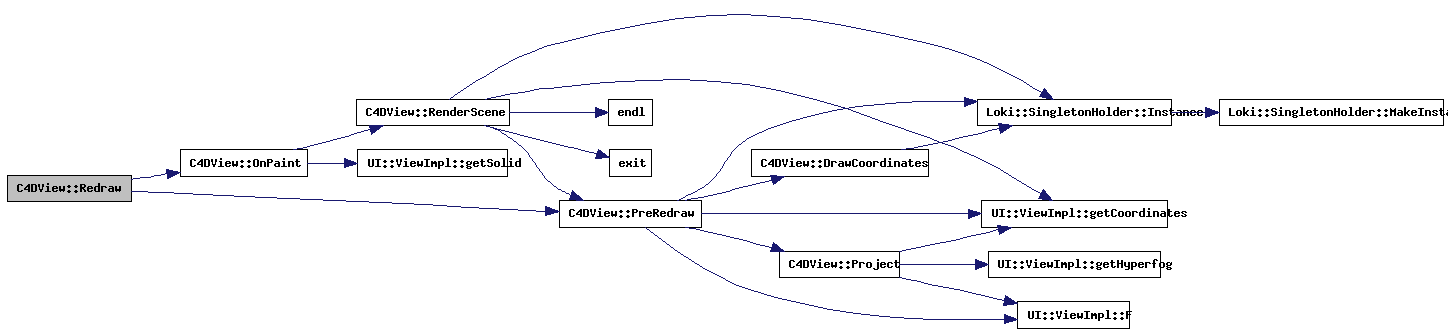 C4DView::RenderScene
endl
Loki::SingletonHolder::Instance
Loki::SingletonHolder::MakeInsta
C4DView::OnPaint
UI::ViewImpl::getSolid
exit
C4DView::DrawCoordinates
C4DView::Redraw
C4DView::PreRedraw
UI::ViewImpl::getCoordinates
C4DView::Project
UI::ViewImpl::getHyperfog
UI::ViewImpl::F